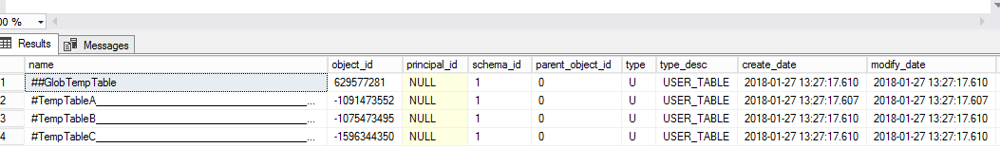 00 %
Results Messages
name object_id principal_id schema_id parent_object_id type type_desc create_date modify_date
1 ##GlobTempTable 629577281 NULL 1 0 U USER_TABLE 2018-01-27 13:27:17.610 2018-01-27 13:27:17.610
2 #TempTableA________________________________________... -1091473552 NULL 1 0 U USER_TABLE 2018-01-27 13:27:17.607 2018-01-27 13:27:17.607
3 #TempTableB________________________________________... -1075473495 NULL 1 0 U USER_TABLE 2018-01-27 13:27:17.610 2018-01-27 13:27:17.610
4 #TempTableC________________________________________... -1596344350 NULL 1 0 U USER_TABLE 2018-01-27 13:27:17.610 2018-01-27 13:27:17.610